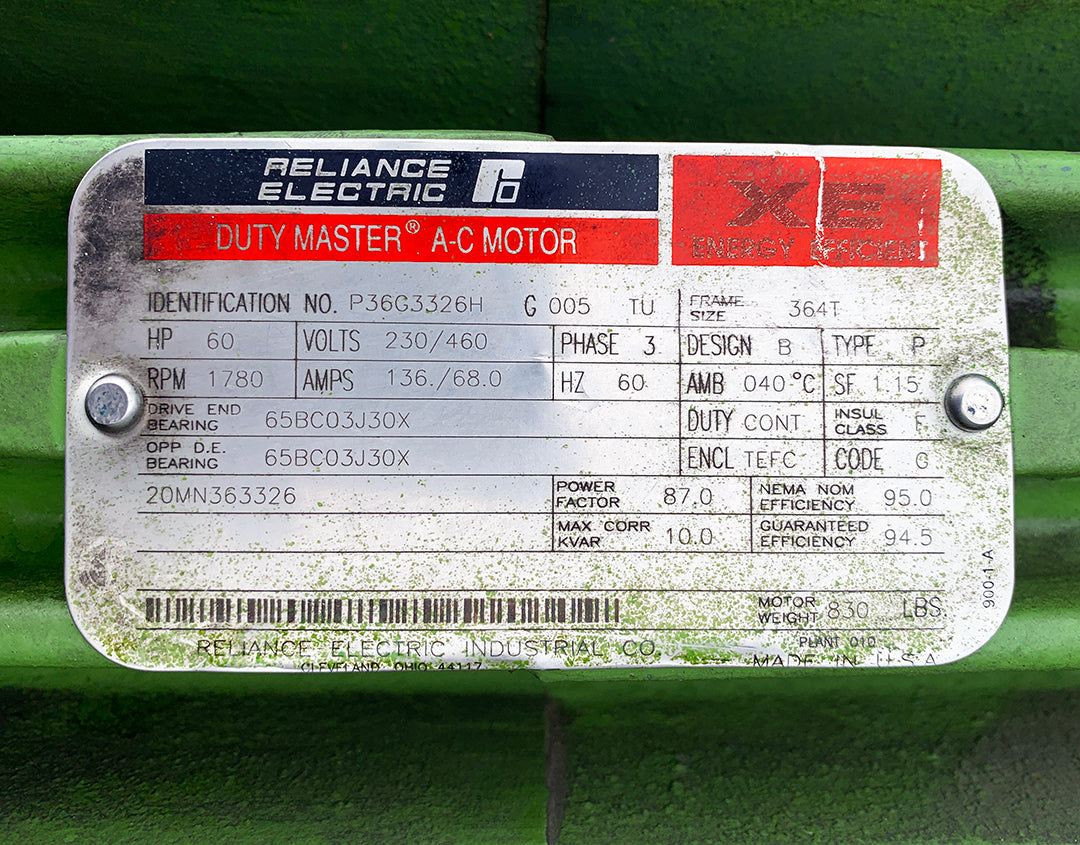 RELIANCE
ELECTRIC
DUTY MASTER® A-C MOTOR
XE
ENERGY EFFICIENT
IDENTIFICATION NO. P36G3326H G 005 TU FRAME SIZE 364T
HP 60 VOLTS 230/460 PHASE 3 DESIGN B TYPE P
RPM 1780 AMPS 136./68.0 HZ 60 AMB 040°C SF 1.15
DRIVE END BEARING 65BC03J30X DUTY CONT INSUL CLASS F
OPP D.E. BEARING 65BC03J30X ENCL TEFC CODE G
20MN363326 POWER FACTOR 87.0 NEMA NOM EFFICIENCY 95.0
MAX CORR KVAR 10.0 GUARANTEED EFFICIENCY 94.5
900-1-A
MOTOR WEIGHT 830 LBS.
RELIANCE ELECTRIC INDUSTRIAL CO. PLANT 010
CLEVELAND, OHIO 44117 MADE IN U.S.A.